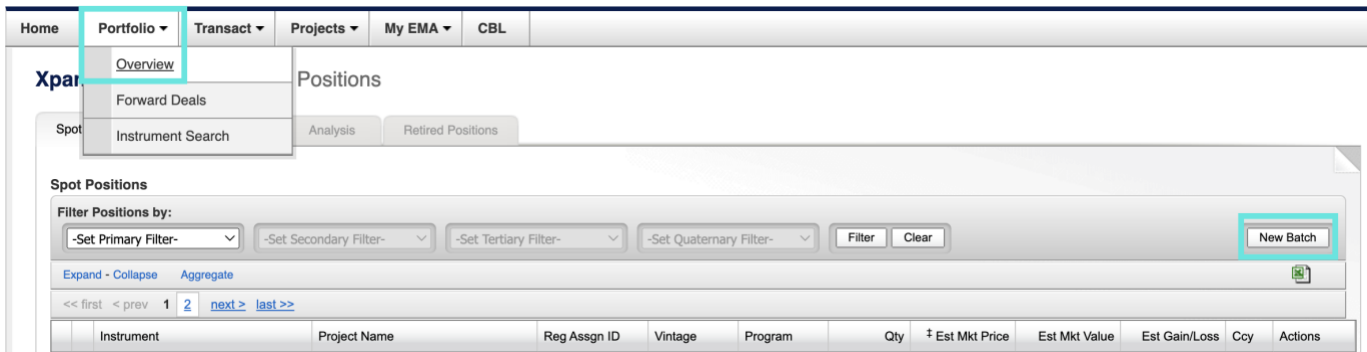 Home Portfolio Transact Projects My EMA CBL
Overview
Xpan Positions
Forward Deals
Spot Instrument Search Analysis Retired Positions
Spot Positions
Filter Positions by:
-Set Primary Filter- -Set Secondary Filter- -Set Tertiary Filter- -Set Quaternary Filter- Filter Clear New Batch
Expand - Collapse Aggregate
<< first < prev 1 2 next > last >>
Instrument Project Name Reg Assgn ID Vintage Program Qty ‡ Est Mkt Price Est Mkt Value Est Gain/Loss Ccy Actions